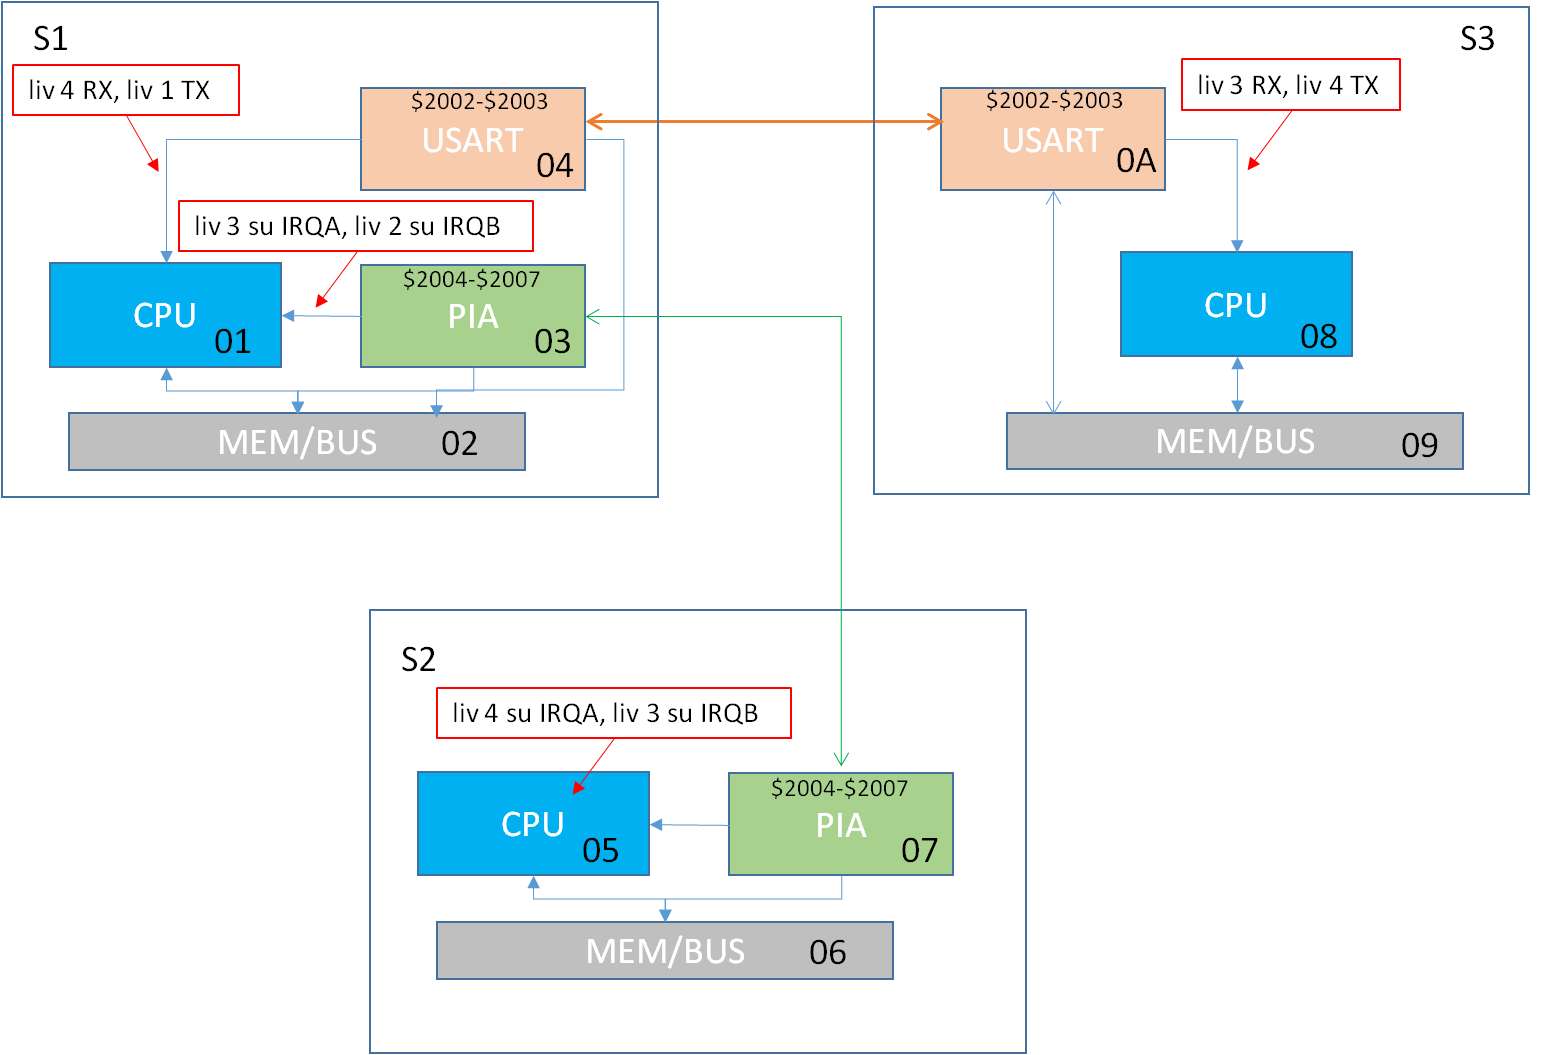 S1
liv 4 RX, liv 1 TX
$2002-$2003
USART
04
liv 3 su IRQA, liv 2 su IRQB
CPU
01
$2004-$2007
PIA
03
MEM/BUS
02
S3
$2002-$2003
USART
0A
liv 3 RX, liv 4 TX
CPU
08
MEM/BUS
09
S2
liv 4 su IRQA, liv 3 su IRQB
CPU
05
$2004-$2007
PIA
07
MEM/BUS
06